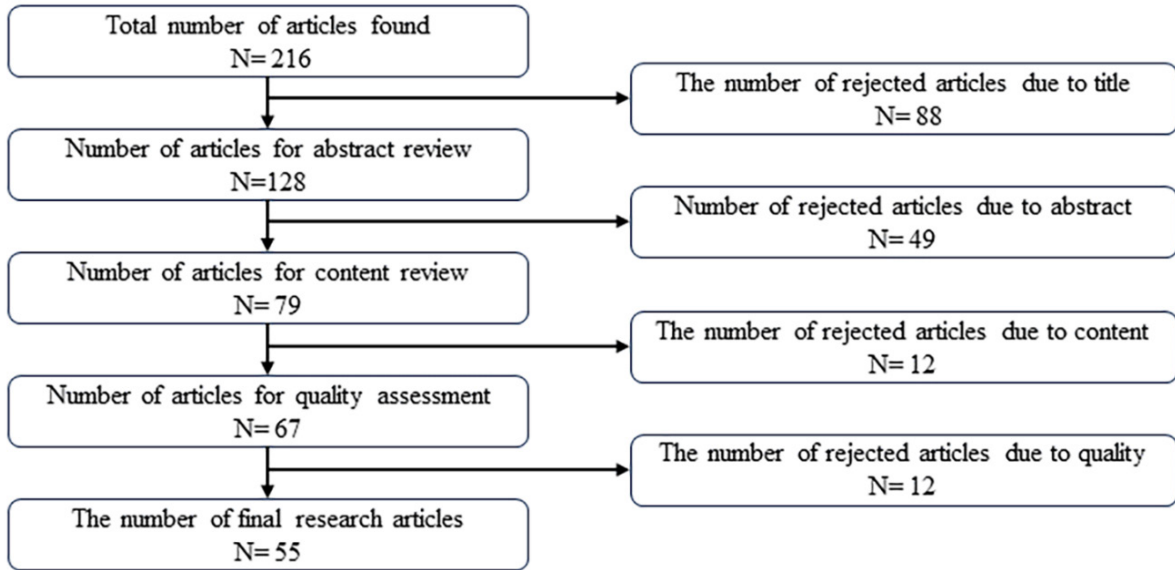 Total number of articles found
N= 216
The number of rejected articles due to title
N= 88
Number of articles for abstract review
N=128
Number of rejected articles due to abstract
N= 49
Number of articles for content review
N= 79
The number of rejected articles due to content
N= 12
Number of articles for quality assessment
N= 67
The number of rejected articles due to quality
N= 12
The number of final research articles
N= 55